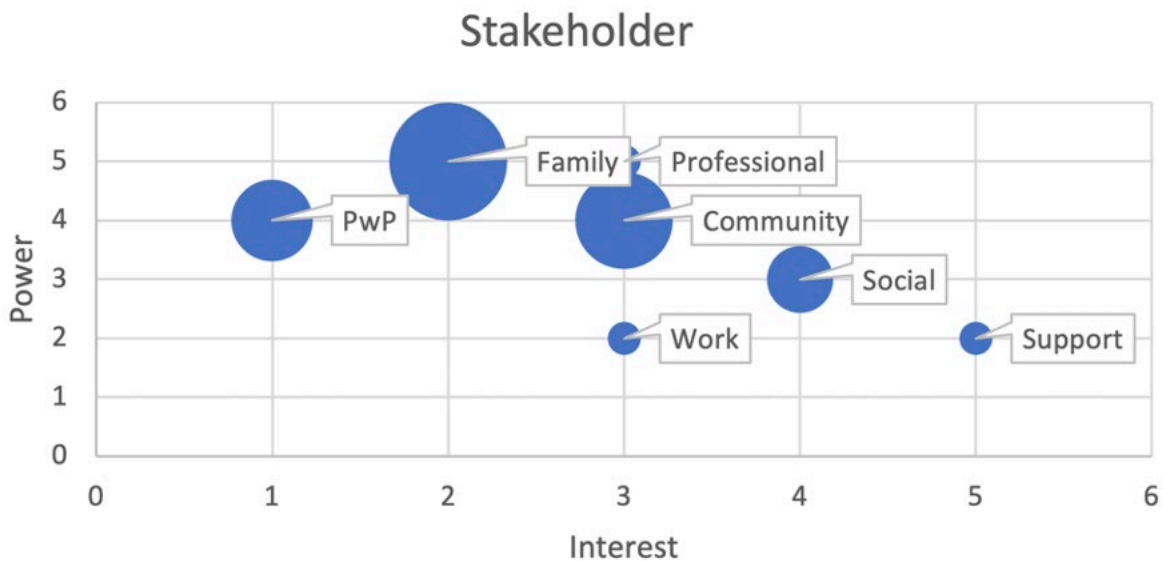 Stakeholder
6
5
4
3
2
1
0
Power
Family
Professional
PwP
Community
Social
Work
Support
0 1 2 3 4 5 6
Interest